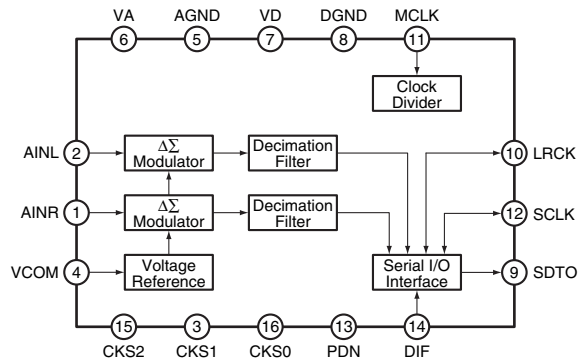 VA AGND VD DGND MCLK
6 5 7 8 11
Clock
Divider
AINL 2
ΔΣ
Modulator
Decimation
Filter
10 LRCK
AINR 1
ΔΣ
Modulator
Decimation
Filter
12 SCLK
VCOM 4
Voltage
Reference
Serial I/O
Interface
9 SDTO
15 3 16 13 14
CKS2 CKS1 CKS0 PDN DIF